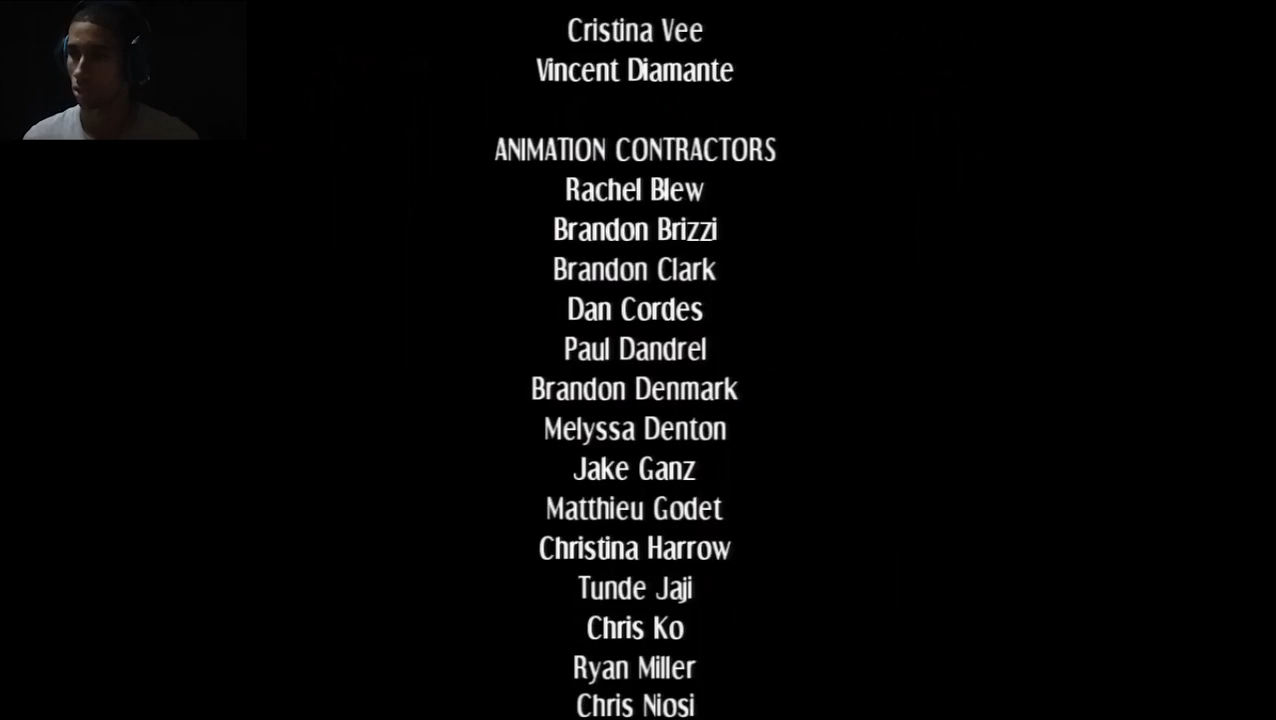 Cristina Vee
Vincent Diamante
ANIMATION CONTRACTORS
Rachel Blew
Brandon Brizzi
Brandon Clark
Dan Cordes
Paul Dandrel
Brandon Denmark
Melyssa Denton
Jake Ganz
Matthieu Godet
Christina Harrow
Tunde Jaji
Chris Ko
Ryan Miller
Chris Niosi